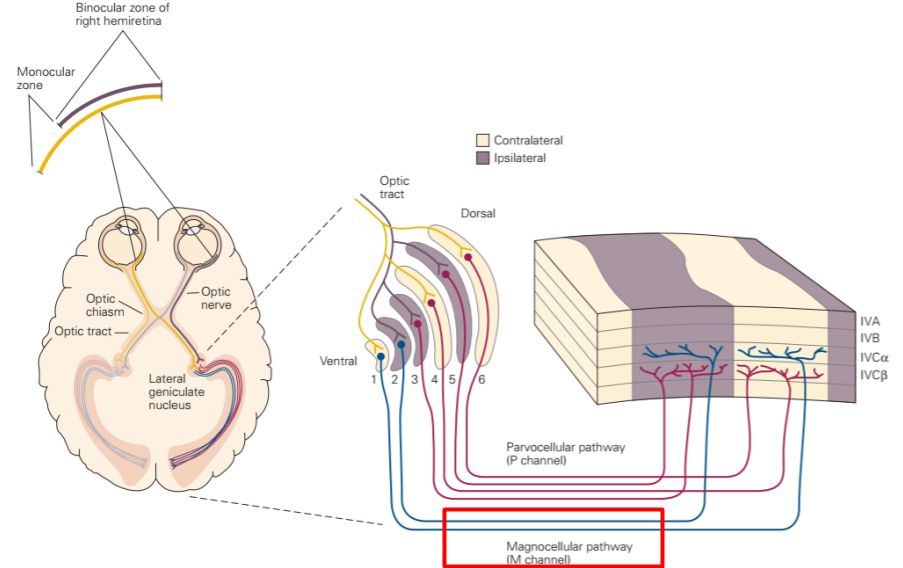 Binocular zone of
right hemiretina
Monocular
zone
Contralateral
Ipsilateral
Optic
tract
Dorsal
Optic
chiasm
Optic
nerve
Optic tract
Lateral
geniculate
nucleus
Ventral
1 2 3 4 5 6
IVA
IVB
IVCα
IVCβ
Parvocellular pathway
(P channel)
Magnocellular pathway
(M channel)